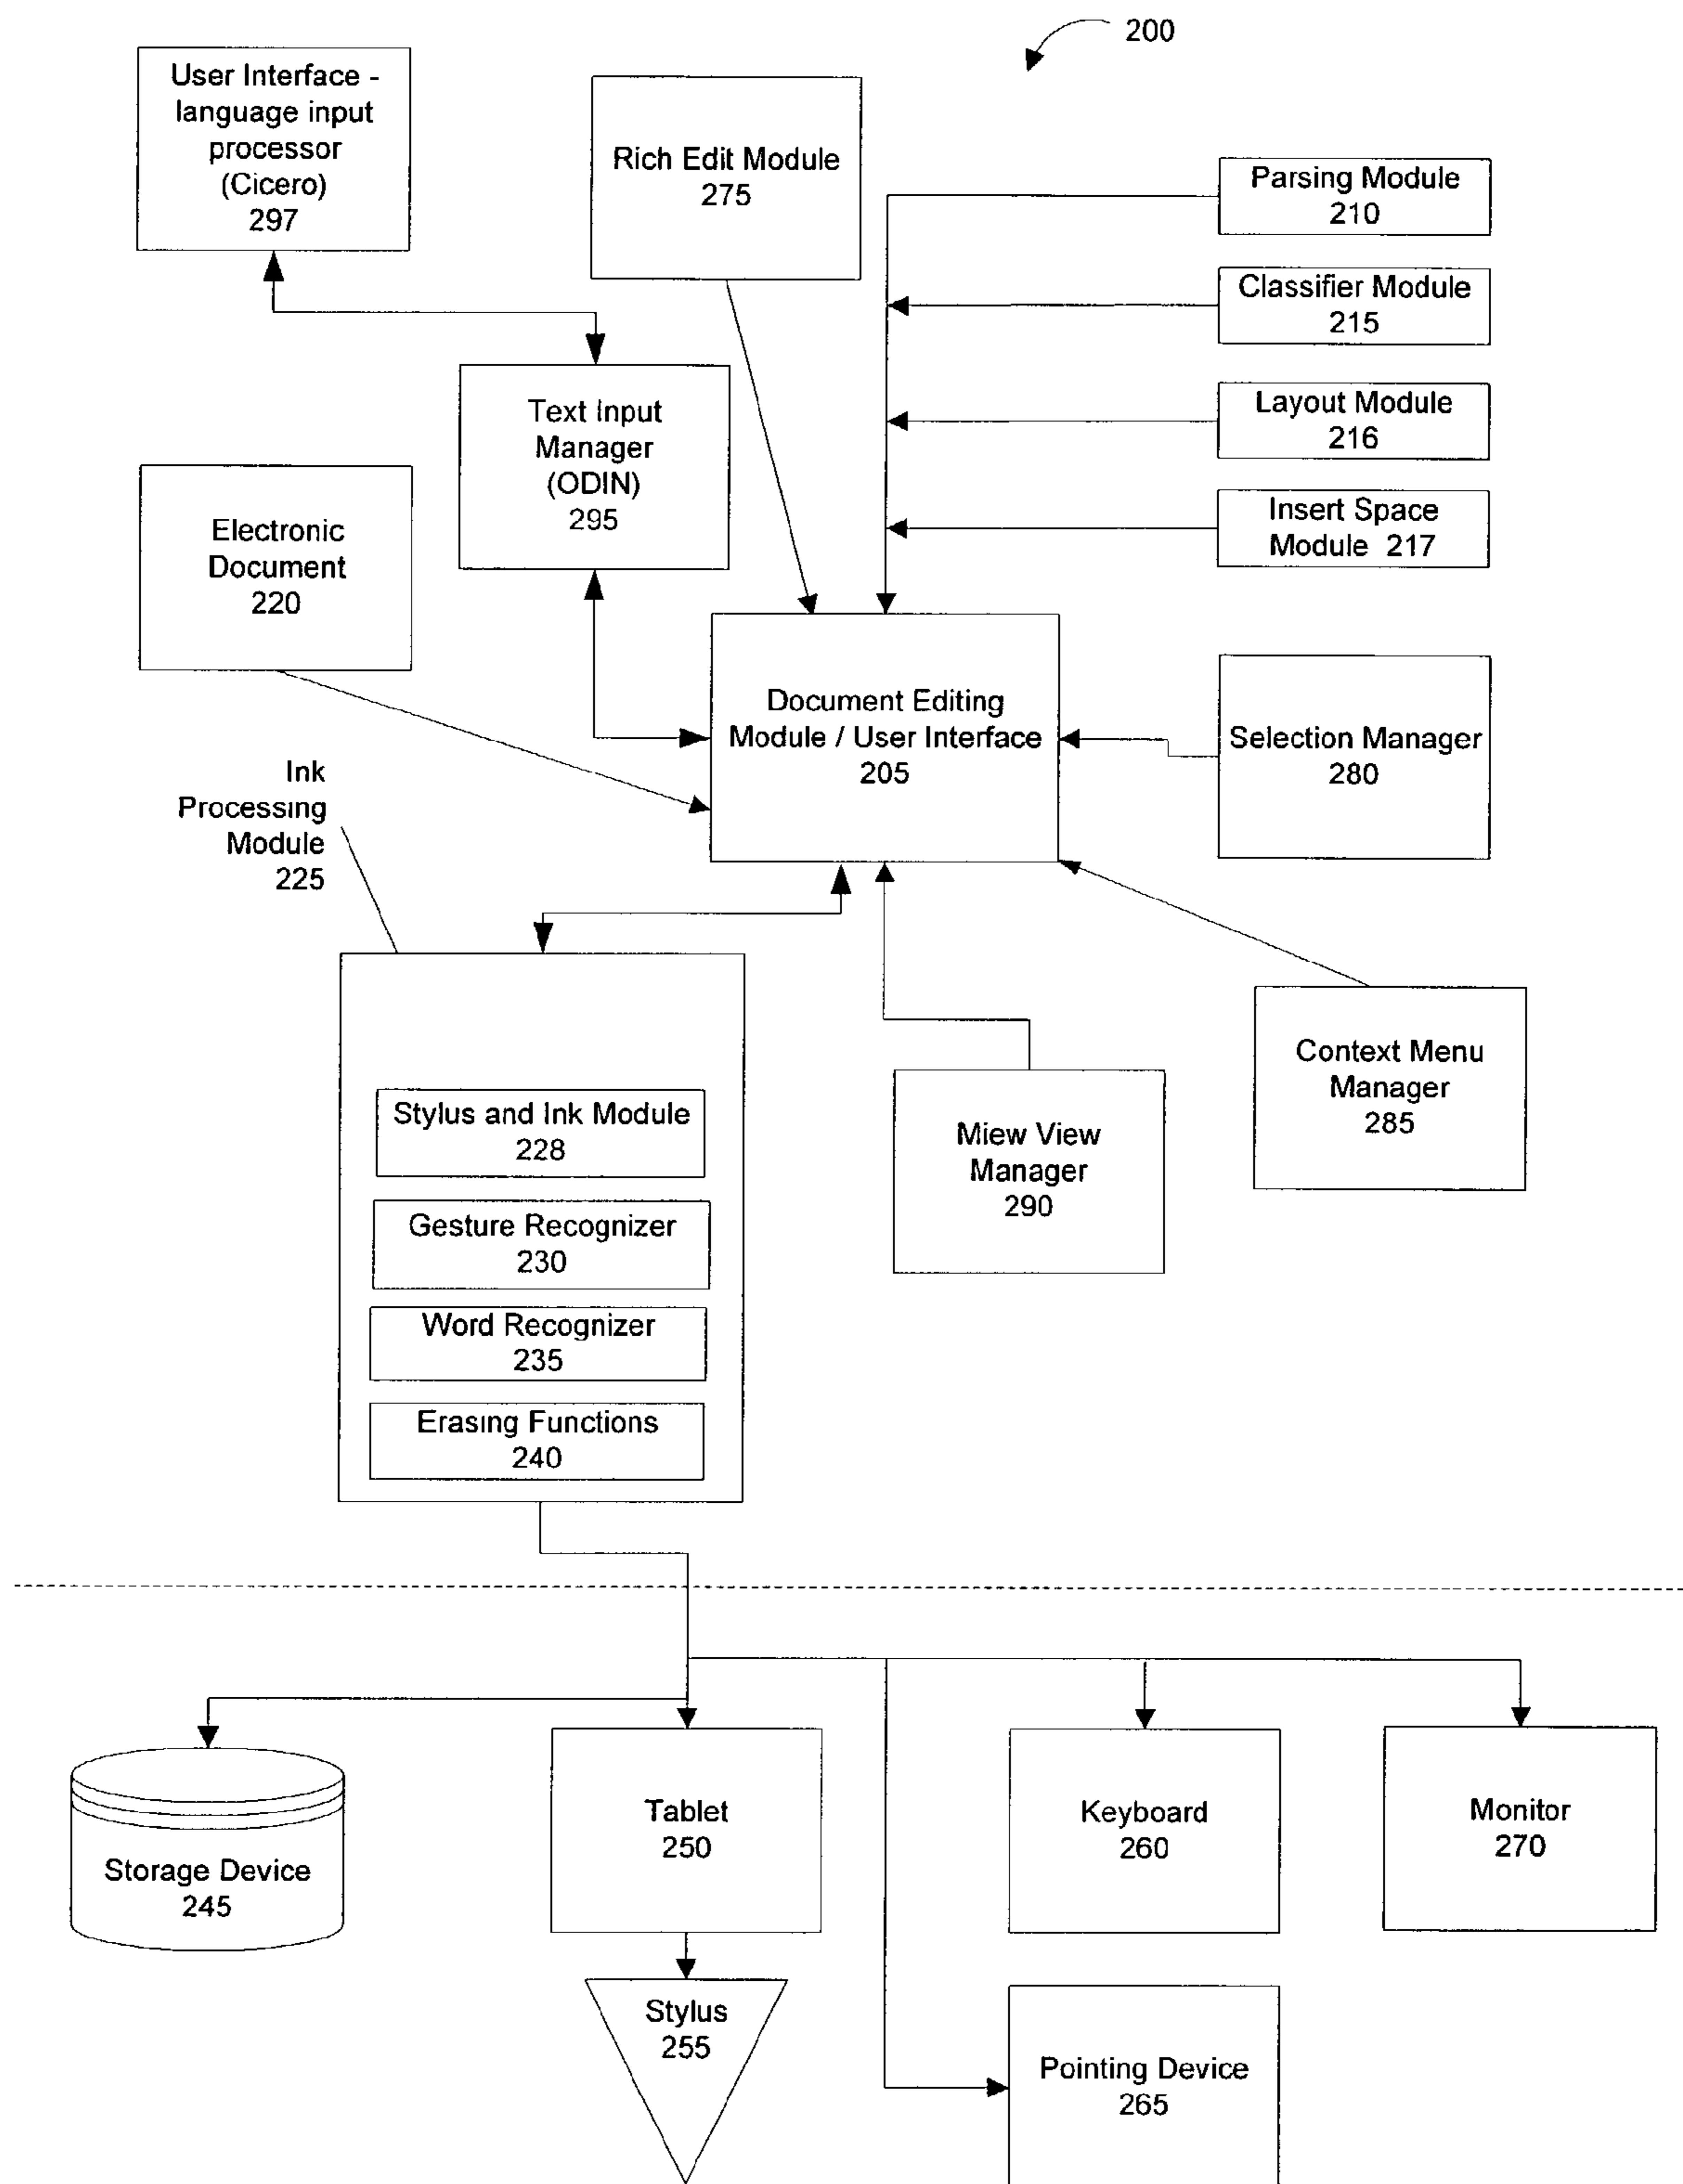 200
User Interface -
language input
processor
(Cicero)
297
Rich Edit Module
275
Parsing Module
210
Classifier Module
215
Layout Module
216
Insert Space
Module 217
Text Input
Manager
(ODIN)
295
Electronic
Document
220
Document Editing
Module / User Interface
205
Selection Manager
280
Ink
Processing
Module
225
Context Menu
Manager
285
Miew View
Manager
290
Stylus and Ink Module
228
Gesture Recognizer
230
Word Recognizer
235
Erasing Functions
240
Storage Device
245
Tablet
250
Keyboard
260
Monitor
270
Stylus
255
Pointing Device
265